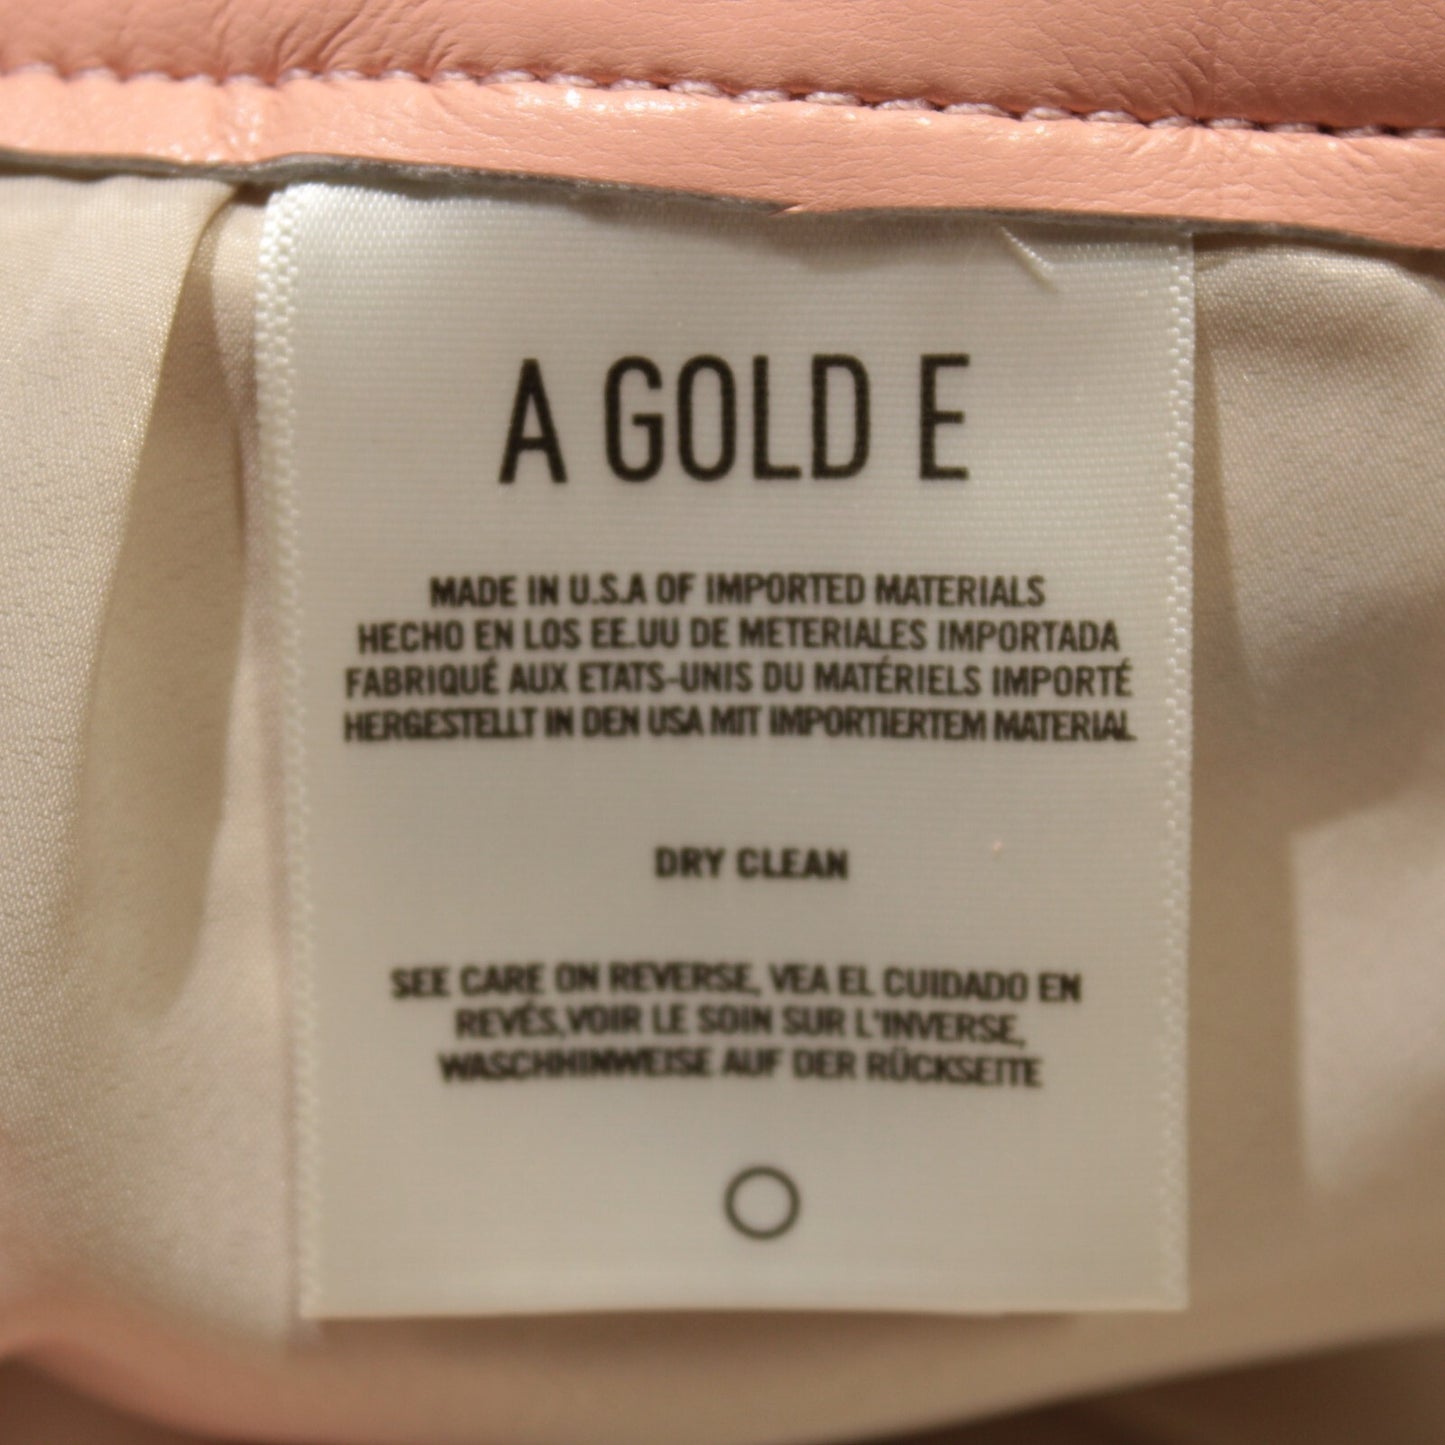 A GOLD E
MADE IN U.S.A OF IMPORTED MATERIALS
HECHO EN LOS EE.UU DE METERIALES IMPORTADA
FABRIQUÉ AUX ETATS-UNIS DU MATÉRIELS IMPORTÉ
HERGESTELLT IN DEN USA MIT IMPORTIERTEM MATERIAL
DRY CLEAN
SEE CARE ON REVERSE, VEA EL CUIDADO EN
REVÉS,VOIR LE SOIN SUR L'INVERSE,
WASCHHINWEISE AUF DER RÜCKSEITE